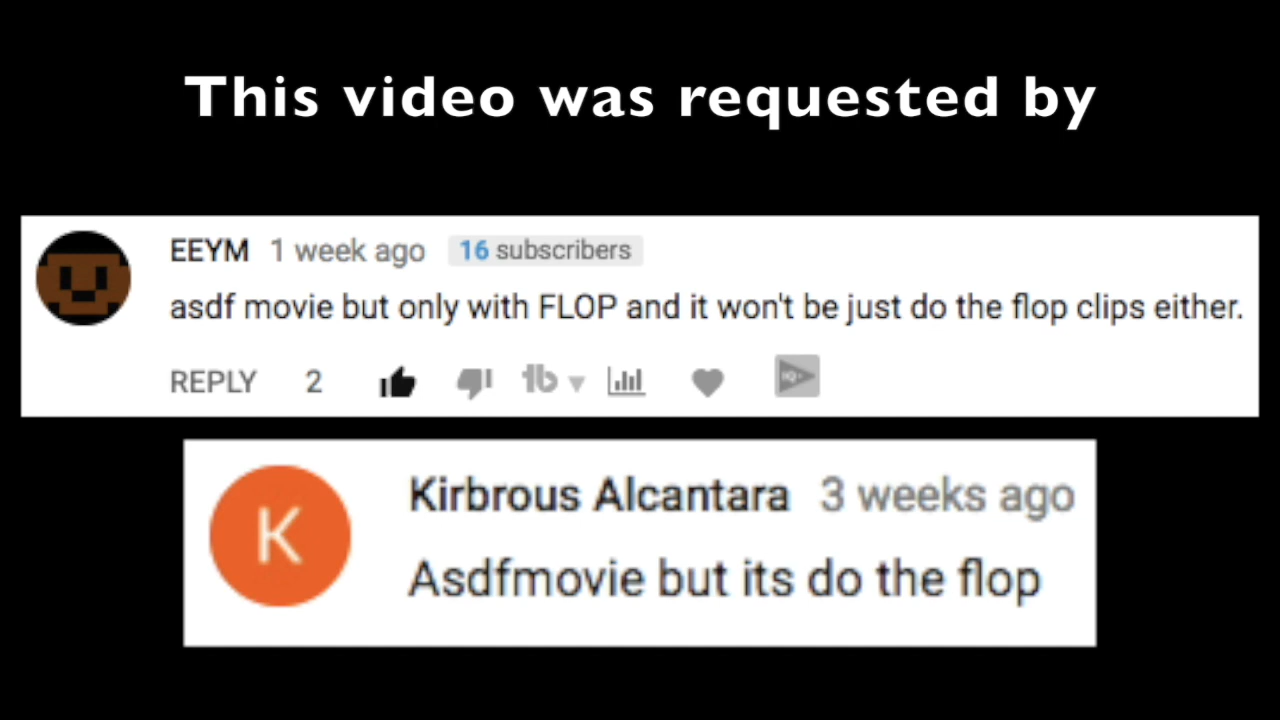 This video was requested by
EEYM 1 week ago 16 subscribers
asdf movie but only with FLOP and it won't be just do the flop clips either.
REPLY 2 tb IQ+
K
Kirbrous Alcantara 3 weeks ago
Asdfmovie but its do the flop